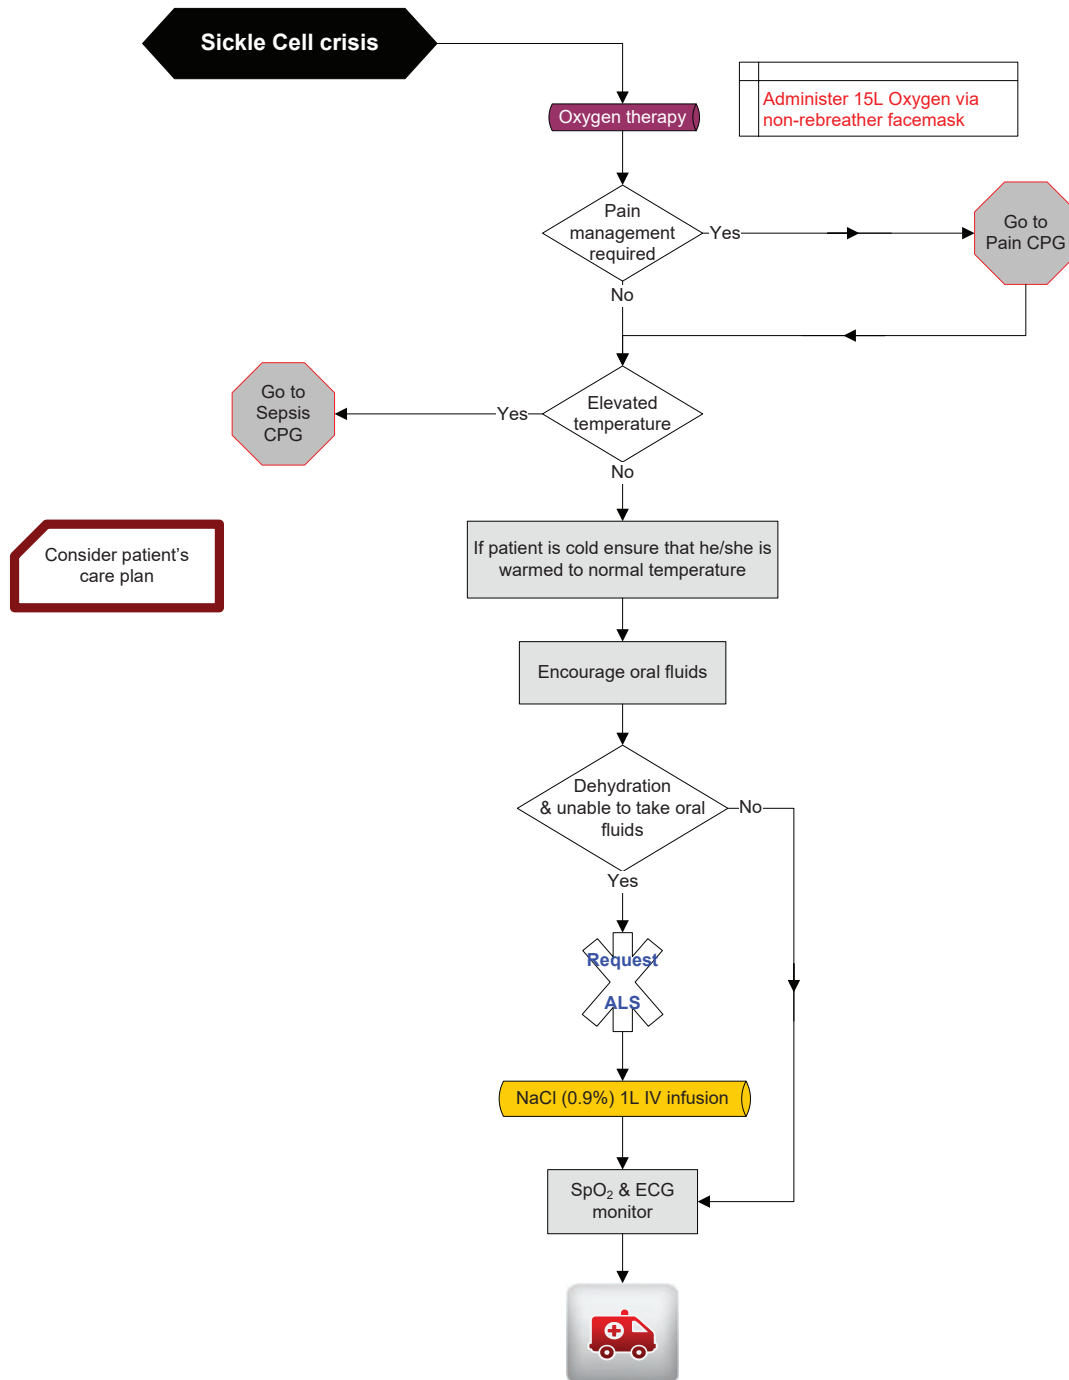 Sickle Cell crisis
Administer 15L Oxygen via
non-rebreather facemask
Oxygen therapy
Pain
management
required
Yes
Go to
Pain CPG
No
Elevated
temperature
Yes
Go to
Sepsis
CPG
No
Consider patient's
care plan
If patient is cold ensure that he/she is
warmed to normal temperature
Encourage oral fluids
Dehydration
& unable to take oral
fluids
No
Yes
Request
ALS
NaCl (0.9%) 1L IV infusion
SpO₂ & ECG
monitor